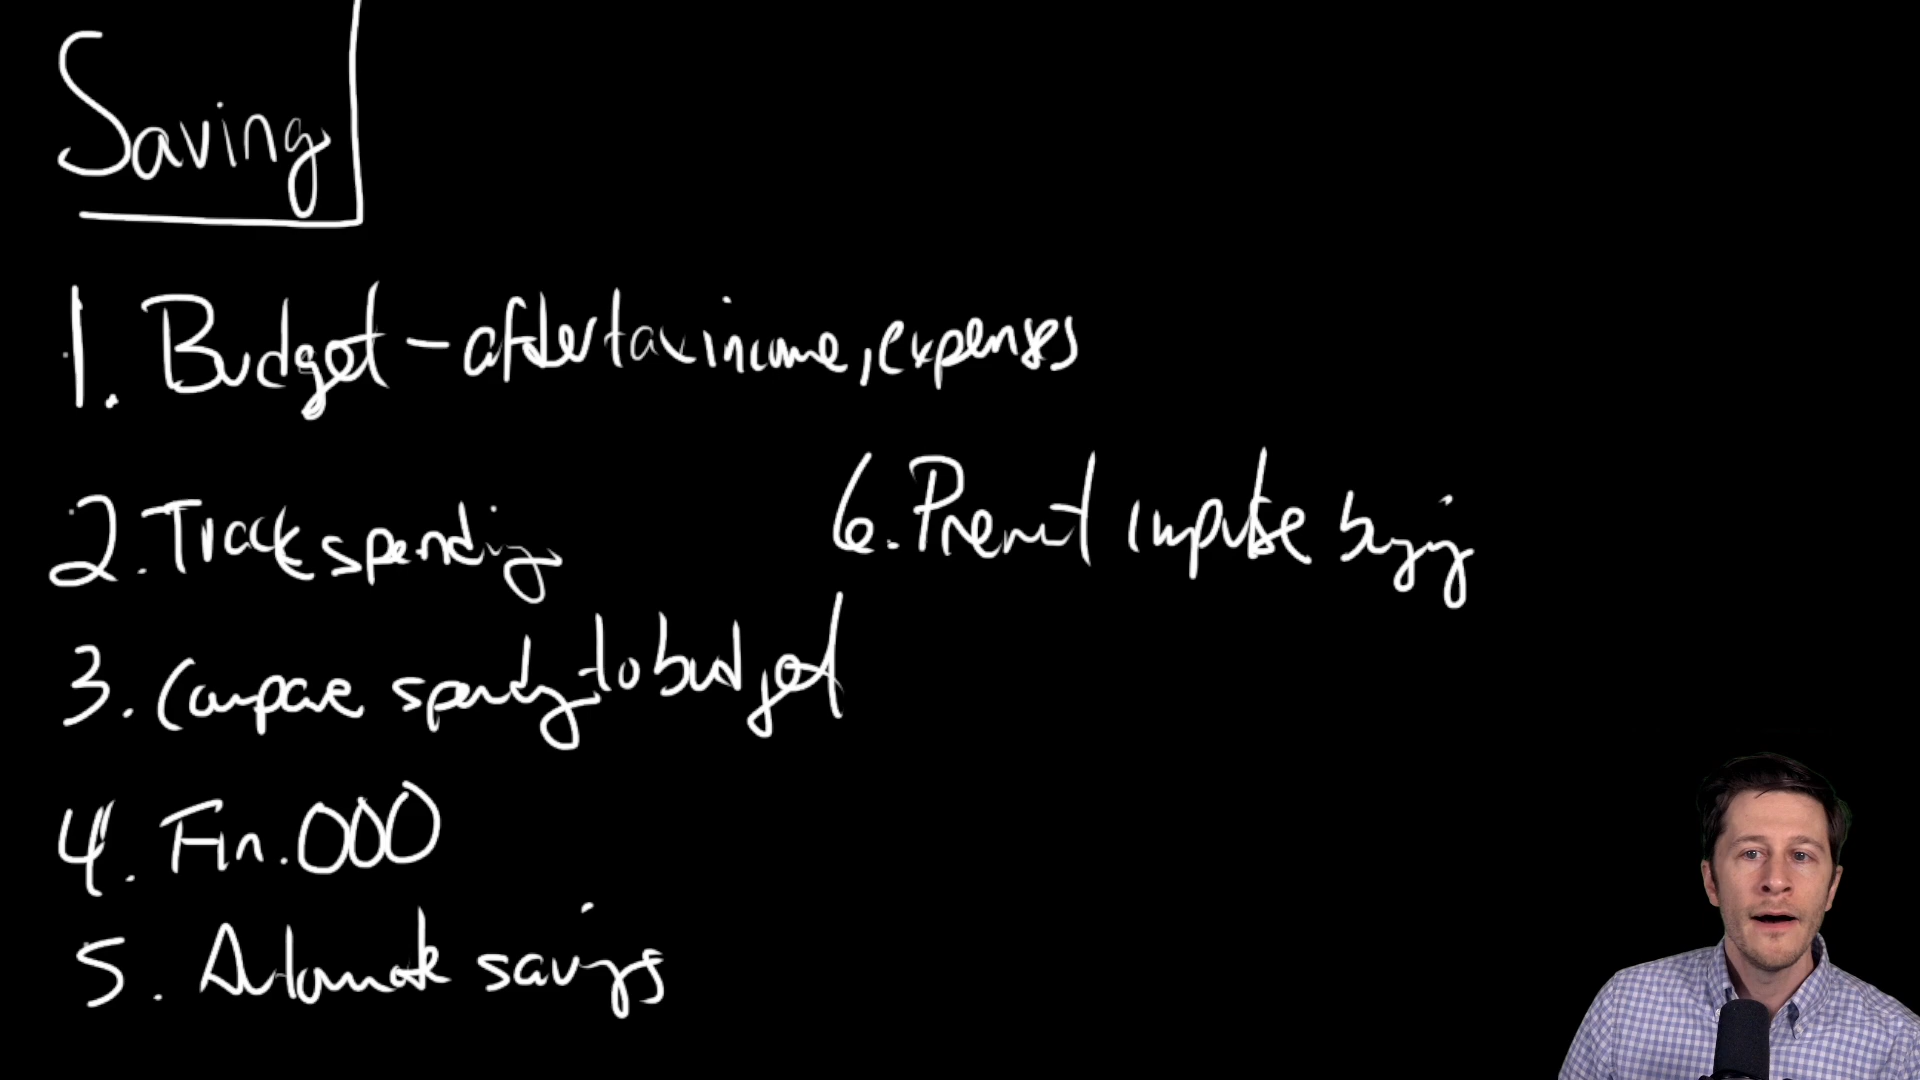 Saving
1. Budget - after tax income, expenses
2. Track spending
3. Compare spending to budget
4. Fin. OOO
5. Automate savings
6. Prevent impulse buying